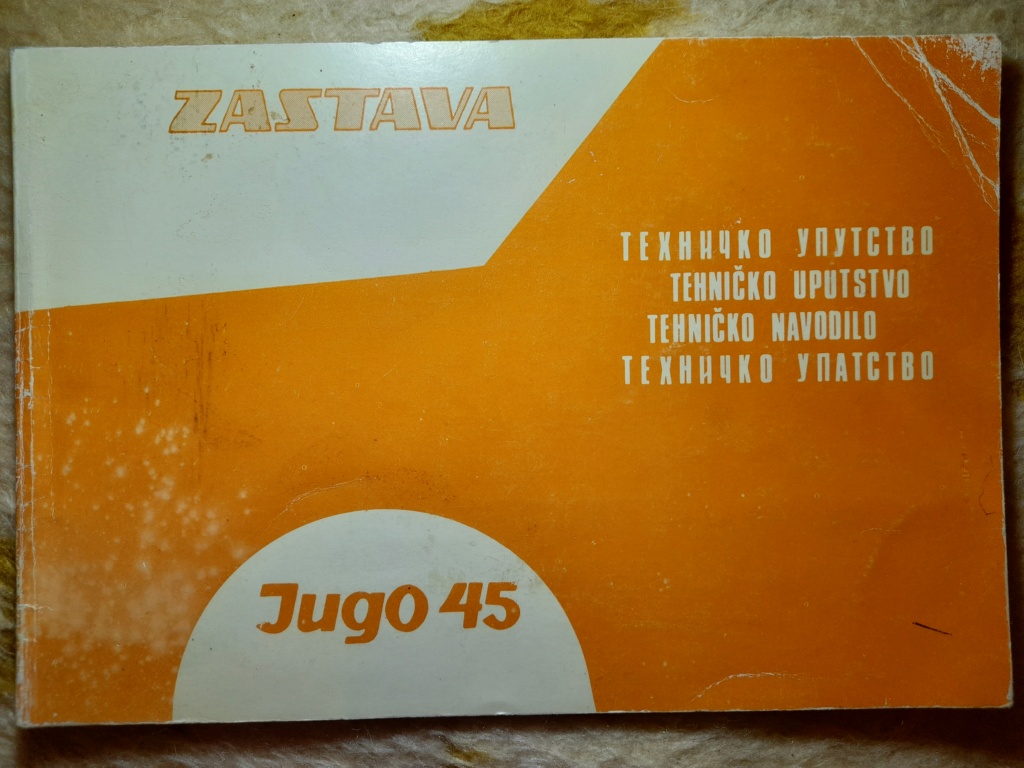 ZASTAVA
ТЕХНИЧКО УПУТСТВО
TEHNIČKO UPUTSTVO
TEHNIČKO NAVODILO
ТЕХНИЧКО УПАТСТВО
Jugo 45